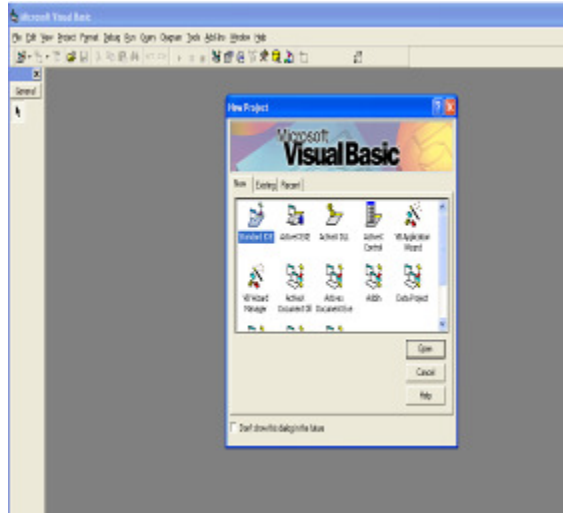 Microsoft Visual Basic
File Edit View Project Format Debug Run Query Diagram Tools Add-Ins Window Help
General
New Project
Microsoft
Visual Basic
New Existing Recent
Standard EXE ActiveX EXE ActiveX DLL ActiveX Control VB Application Wizard
VB Wizard Manager ActiveX Document Dll Activex Document Exe Addin Data Project
Open
Cancel
Help
Don't show this dialog in the future